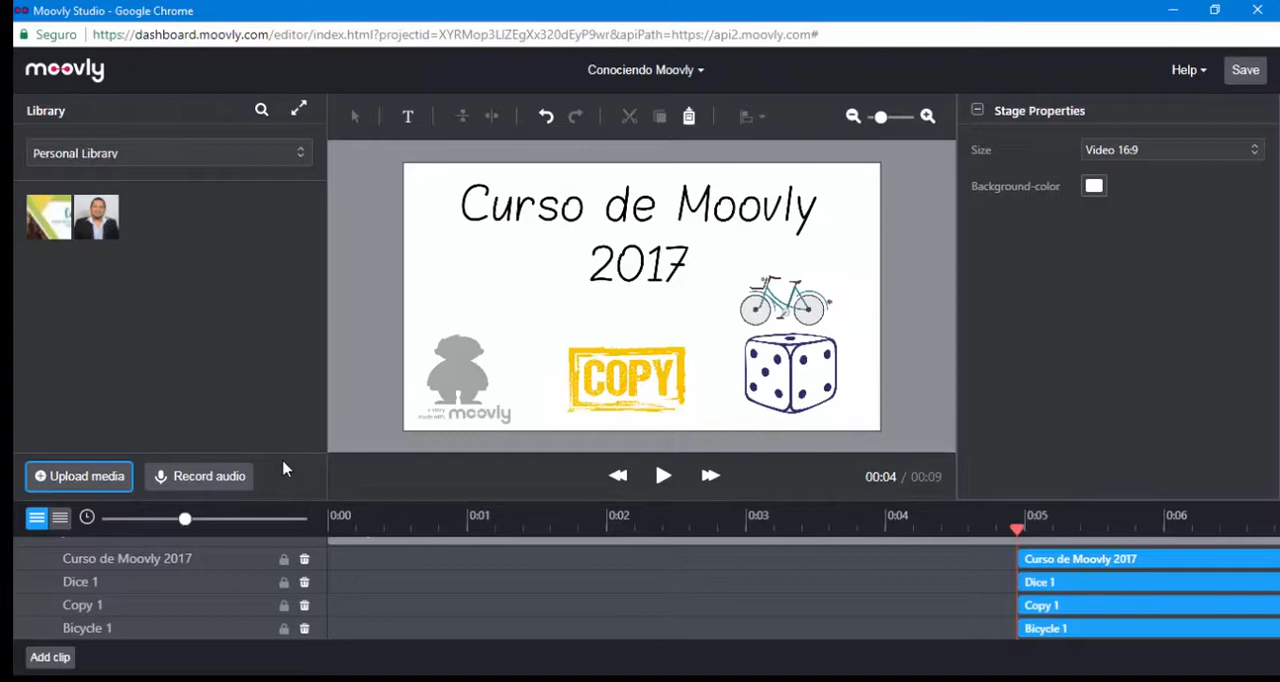 Moovly Studio - Google Chrome
Seguro https://dashboard.moovly.com/editor/index.html?projectid=XYRMop3LlZEgXx320dEyP9wr&apiPath=https://api2.moovly.com#
moovly
Conociendo Moovly
Help
Save
Library
T
Stage Properties
Personal Library
Size
Video 16:9
Background-color
Curso de Moovly
2017
COPY
a story
made with moovly
Upload media
Record audio
00:04 / 00:09
0:00 0:01 0:02 0:03 0:04 0:05 0:06
Curso de Moovly 2017
Curso de Moovly 2017
Dice 1
Dice 1
Copy 1
Copy 1
Bicycle 1
Bicycle 1
Add clip